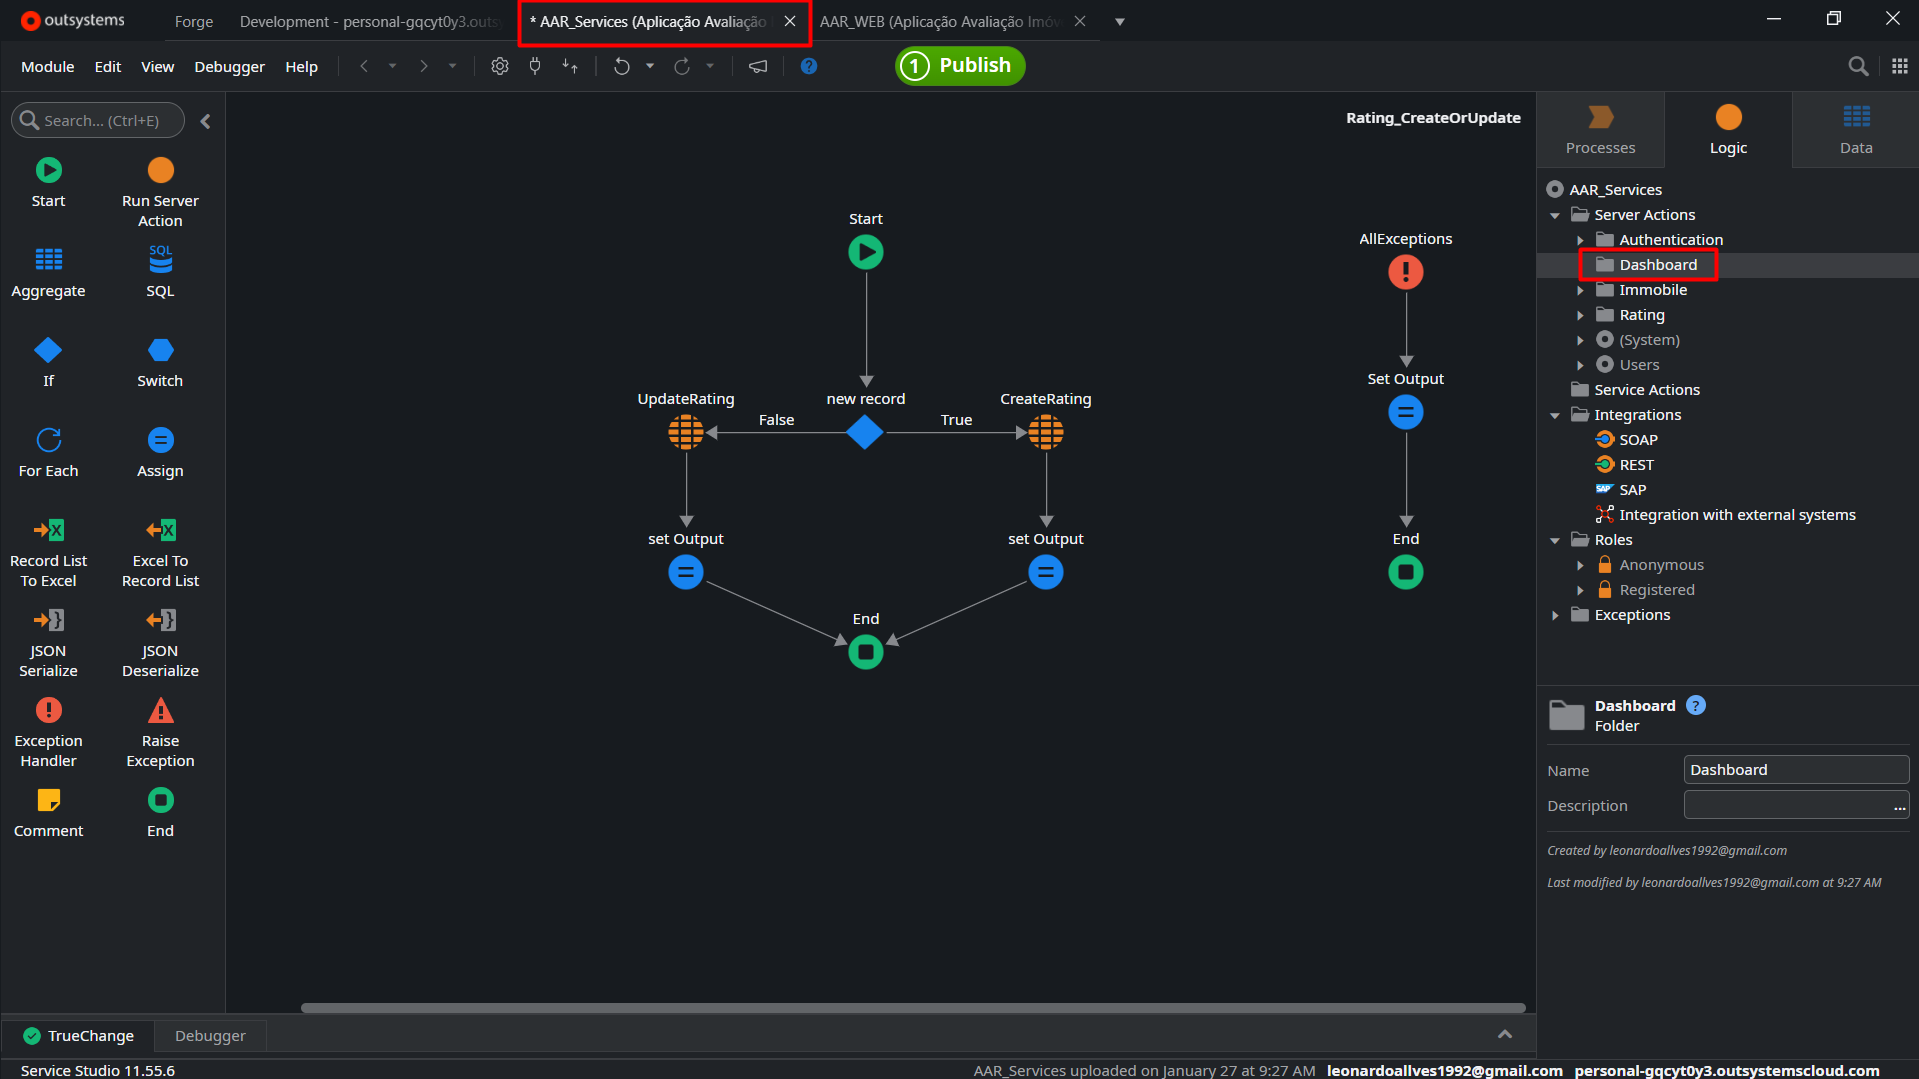 outsystems
Forge
Development - personal-gqcyt0y3.outsy
* AAR_Services (Aplicação Avaliação
AAR_WEB (Aplicação Avaliação Imóv
Module
Edit
View
Debugger
Help
1
Publish
Search... (Ctrl+E)
Start
Run Server
Action
Aggregate
SQL
SQL
If
Switch
For Each
Assign
Record List
To Excel
Excel To
Record List
JSON
Serialize
JSON
Deserialize
Exception
Handler
Raise
Exception
Comment
End
Rating_CreateOrUpdate
Start
AllExceptions
Set Output
UpdateRating
new record
CreateRating
False
True
set Output
set Output
End
End
Processes
Logic
Data
AAR_Services
Server Actions
Authentication
Dashboard
Immobile
Rating
(System)
Users
Service Actions
Integrations
SOAP
REST
SAP
SAP
Integration with external systems
Roles
Anonymous
Registered
Exceptions
Dashboard ?
Folder
Name
Dashboard
Description
...
Created by leonardoallves1992@gmail.com
Last modified by leonardoallves1992@gmail.com at 9:27 AM
TrueChange
Debugger
Service Studio 11.55.6
AAR_Services uploaded on January 27 at 9:27 AM
leonardoallves1992@gmail.com
personal-gqcyt0y3.outsystemscloud.com